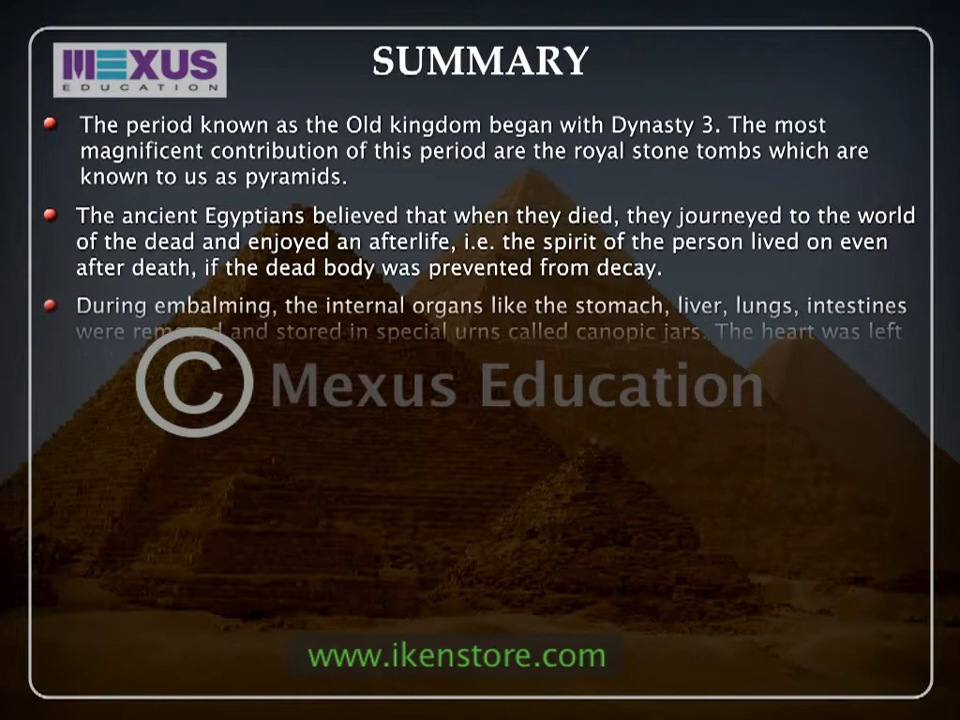 MEXUS
EDUCATION
SUMMARY
The period known as the Old kingdom began with Dynasty 3. The most
magnificent contribution of this period are the royal stone tombs which are
known to us as pyramids.
The ancient Egyptians believed that when they died, they journeyed to the world
of the dead and enjoyed an afterlife, i.e. the spirit of the person lived on even
after death, if the dead body was prevented from decay.
During embalming, the internal organs like the stomach, liver, lungs, intestines
were removed and stored in special urns called canopic jars. The heart was left
© Mexus Education
www.ikenstore.com